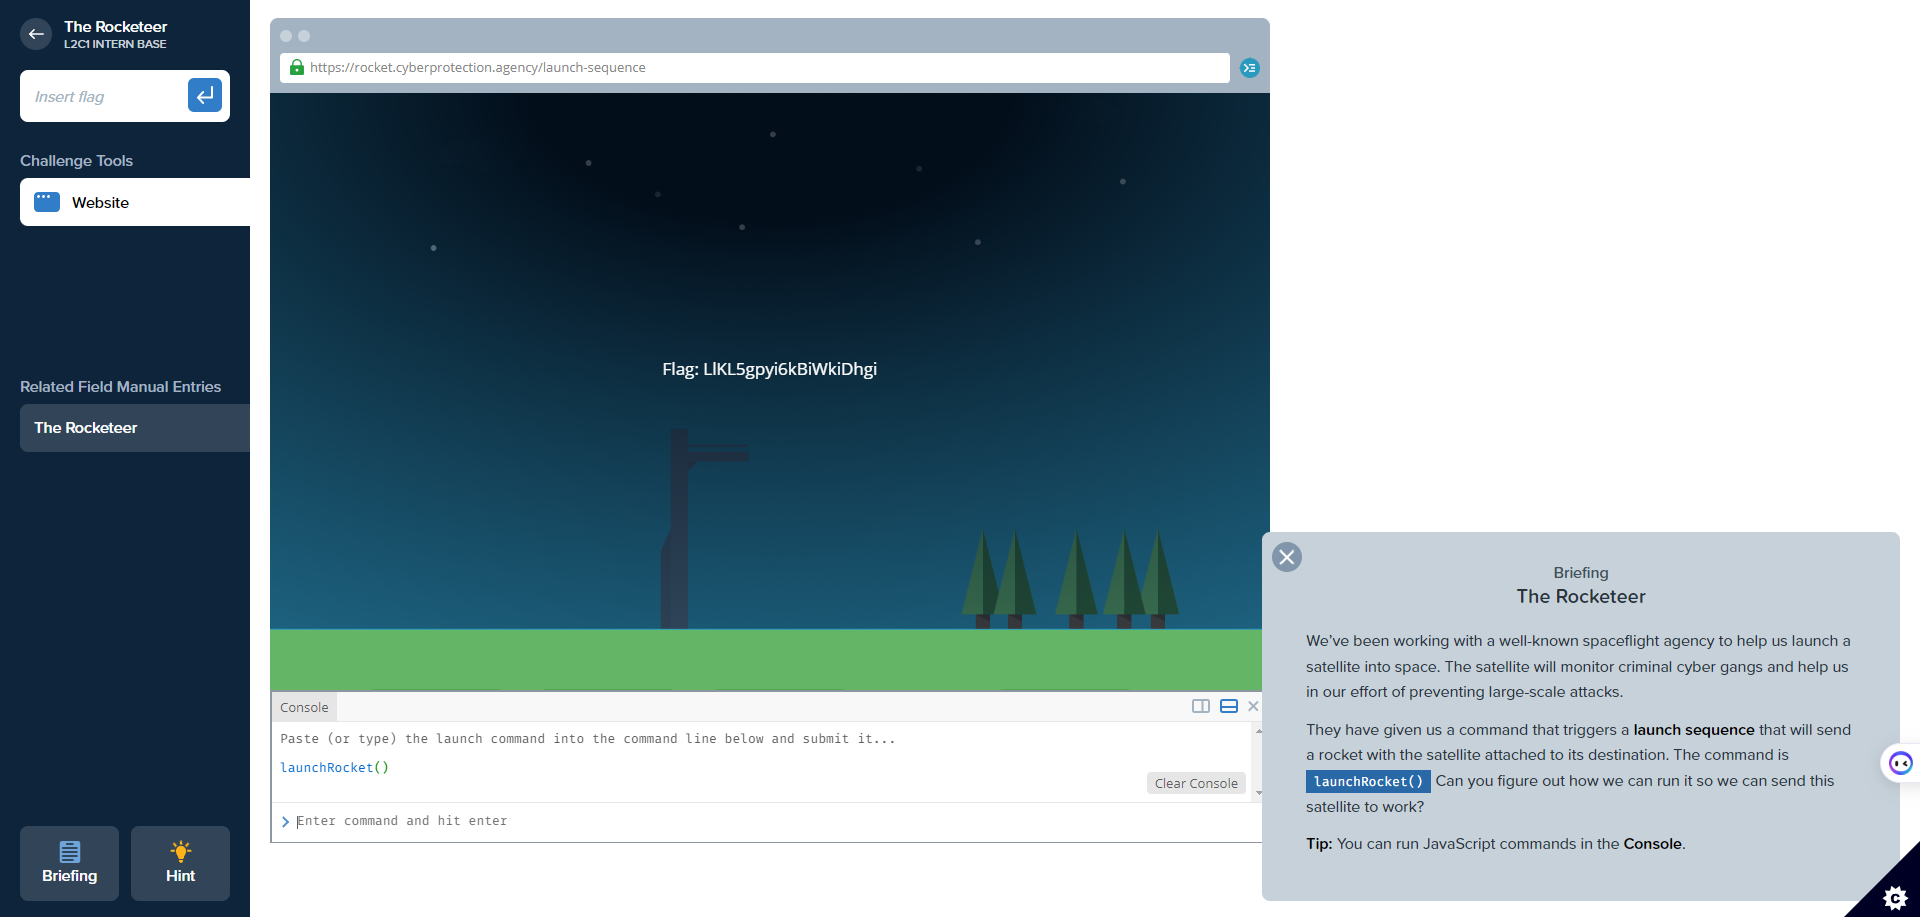 The Rocketeer
L2C1 INTERN BASE
Insert flag
Challenge Tools
Website
Related Field Manual Entries
The Rocketeer
Briefing
Hint
https://rocket.cyberprotection.agency/launch-sequence
Flag: LlKL5gpyi6kBiWkiDhgi
Console
Paste (or type) the launch command into the command line below and submit it...
launchRocket()
Clear Console
Enter command and hit enter
Briefing
The Rocketeer
We've been working with a well-known spaceflight agency to help us launch a
satellite into space. The satellite will monitor criminal cyber gangs and help us
in our effort of preventing large-scale attacks.
They have given us a command that triggers a launch sequence that will send
a rocket with the satellite attached to its destination. The command is
launchRocket() Can you figure out how we can run it so we can send this
satellite to work?
Tip: You can run JavaScript commands in the Console.